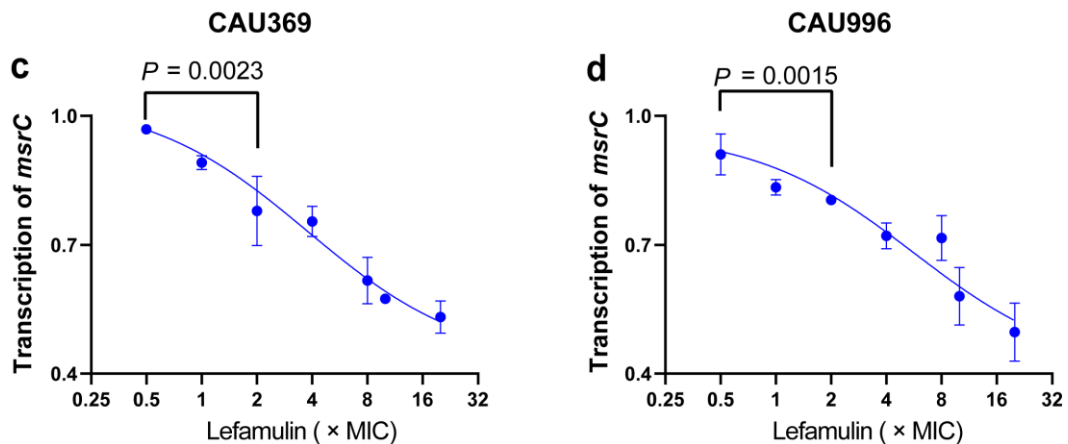 CAU369
c
P = 0.0023
Transcription of msrC
1.0
0.7
0.4
0.25 0.5 1 2 4 8 16 32
Lefamulin ( × MIC)
CAU996
d
P = 0.0015
Transcription of msrC
1.0
0.7
0.4
0.25 0.5 1 2 4 8 16 32
Lefamulin ( × MIC)